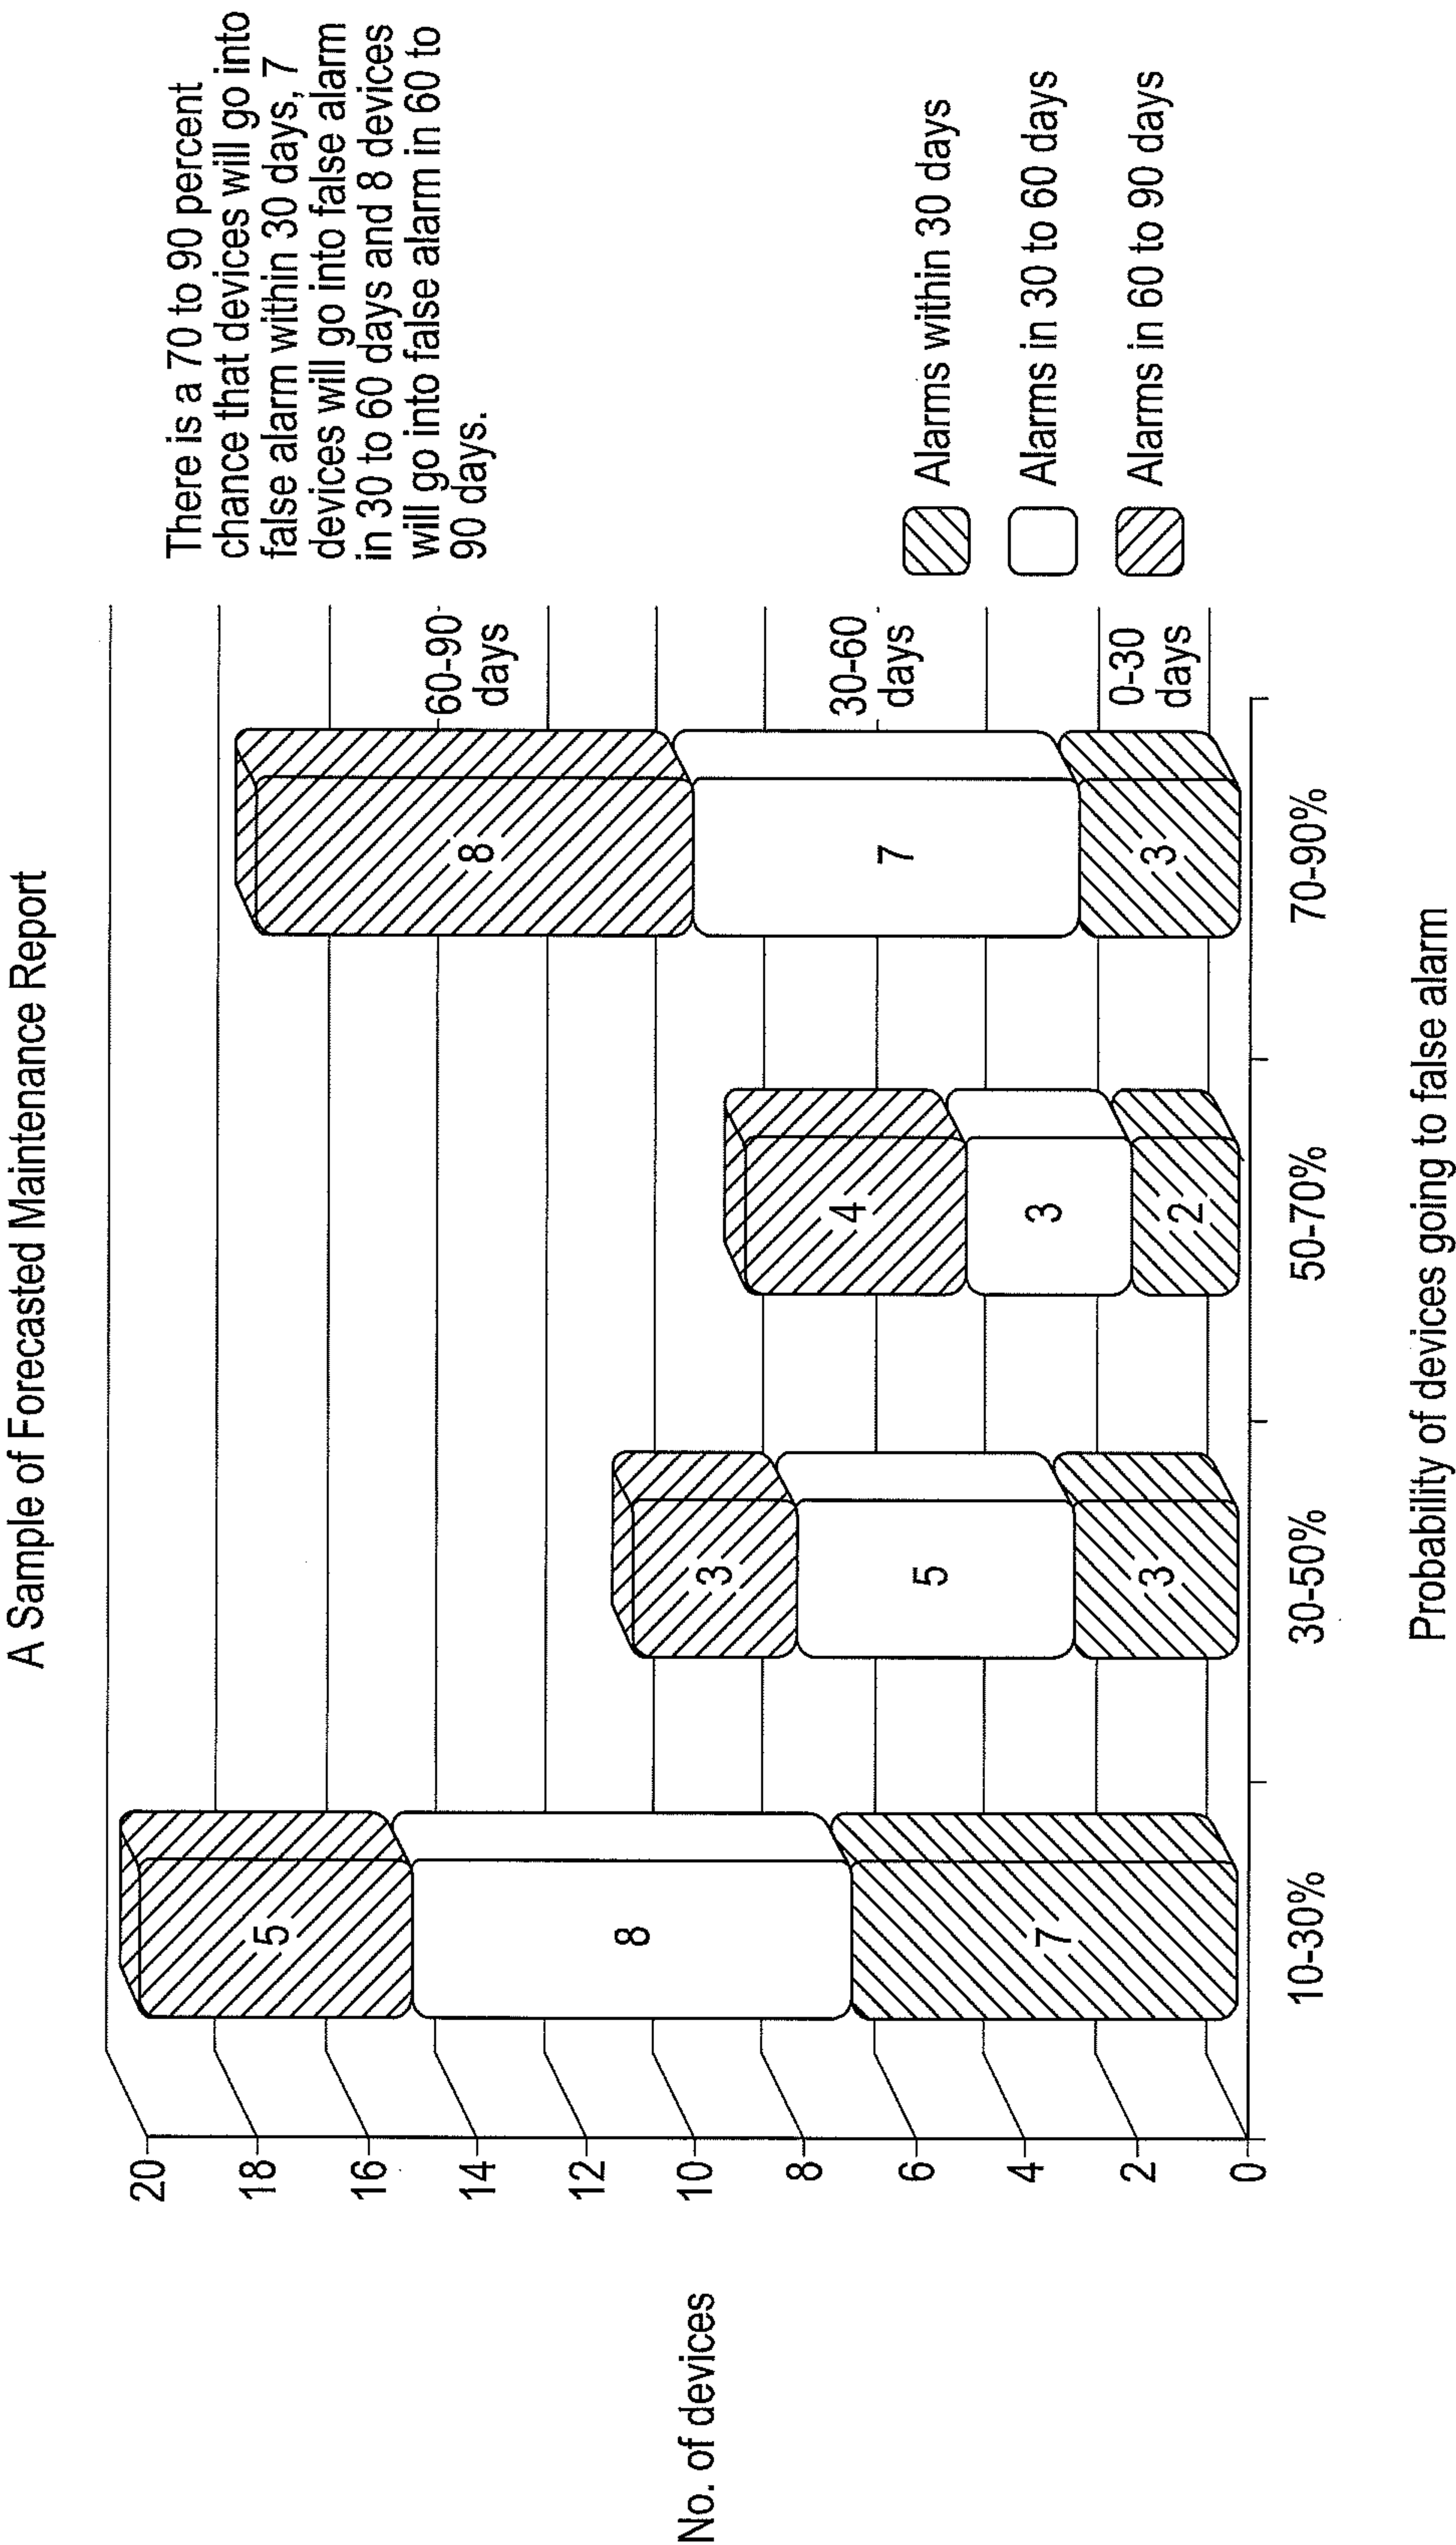 A Sample of Forecasted Maintenance Report
There is a 70 to 90 percent
chance that devices will go into
false alarm within 30 days, 7
devices will go into false alarm
in 30 to 60 days and 8 devices
will go into false alarm in 60 to
90 days.
No. of devices
20
18
16
14
12
10
8
6
4
2
0
5
8
7
3
5
3
4
3
2
8
7
3
60-90
days
30-60
days
0-30
days
Alarms within 30 days
Alarms in 30 to 60 days
Alarms in 60 to 90 days
10-30%
30-50%
50-70%
70-90%
Probability of devices going to false alarm